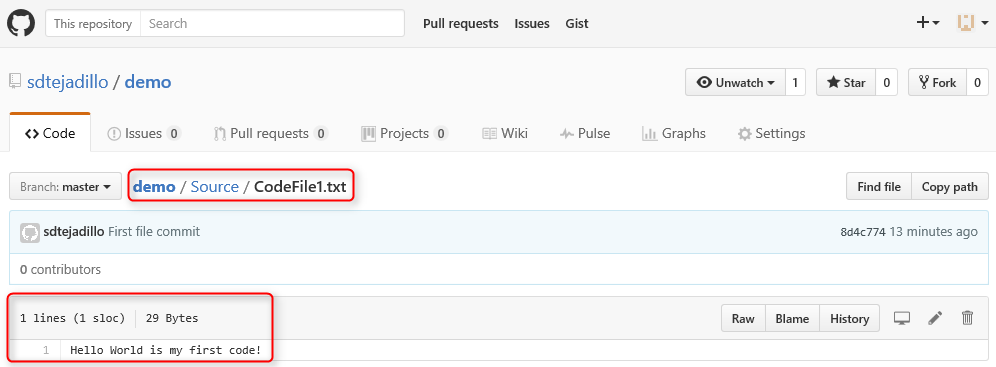 This repository Search Pull requests Issues Gist
sdtejadillo / demo Unwatch 1 Star 0 Fork 0
Code Issues 0 Pull requests 0 Projects 0 Wiki Pulse Graphs Settings
Branch: master demo / Source / CodeFile1.txt Find file Copy path
sdtejadillo First file commit 8d4c774 13 minutes ago
0 contributors
1 lines (1 sloc) 29 Bytes Raw Blame History
1 Hello World is my first code!